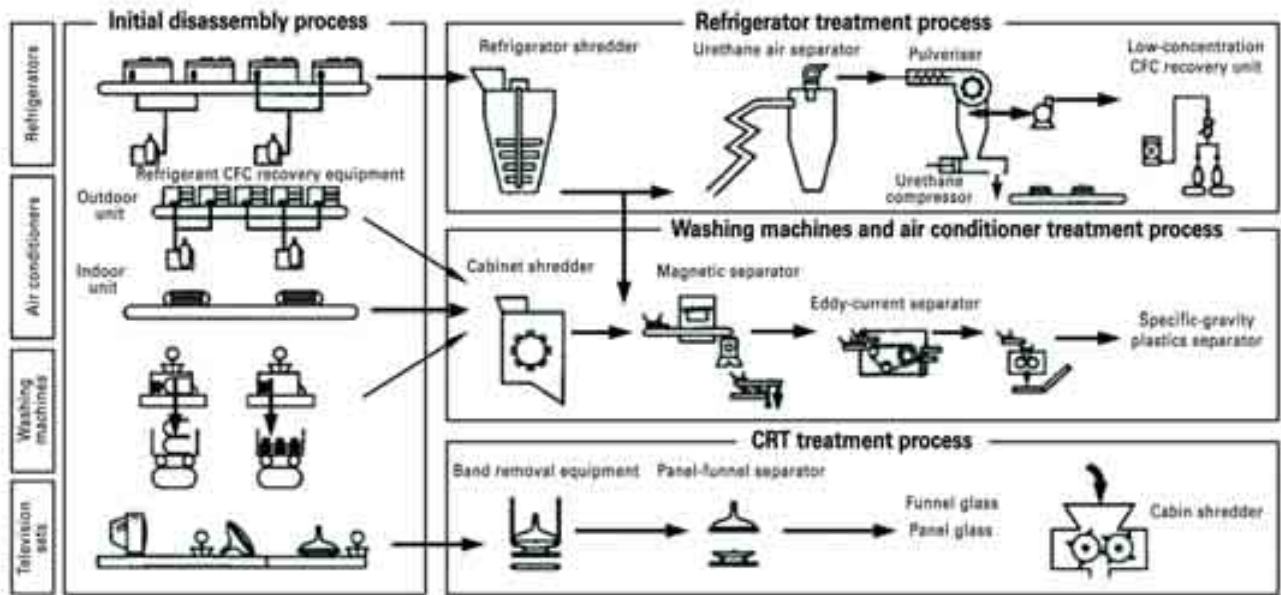 Initial disassembly process
Refrigerators
Refrigerant CFC recovery equipment
Air conditioners
Outdoor
unit
Indoor
unit
Washing
machines
Television
sets
Refrigerator treatment process
Refrigerator shredder
Urethane air separator
Pulveriser
Low-concentration
CFC recovery unit
Urethane
compressor
Washing machines and air conditioner treatment process
Cabinet shredder
Magnetic separator
Eddy-current separator
Specific-gravity
plastics separator
CRT treatment process
Band removal equipment
Panel-funnel separator
Funnel glass
Panel glass
Cabin shredder